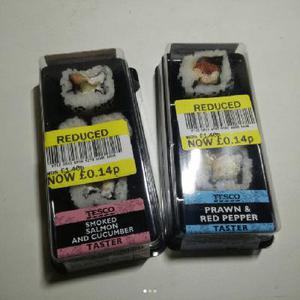 REDUCED
NOW £0.14p
TESCO
SMOKED
SALMON
AND CUCUMBER
TASTER
REDUCED
NOW £0.14p
TESCO
PRAWN &
RED PEPPER
TASTER